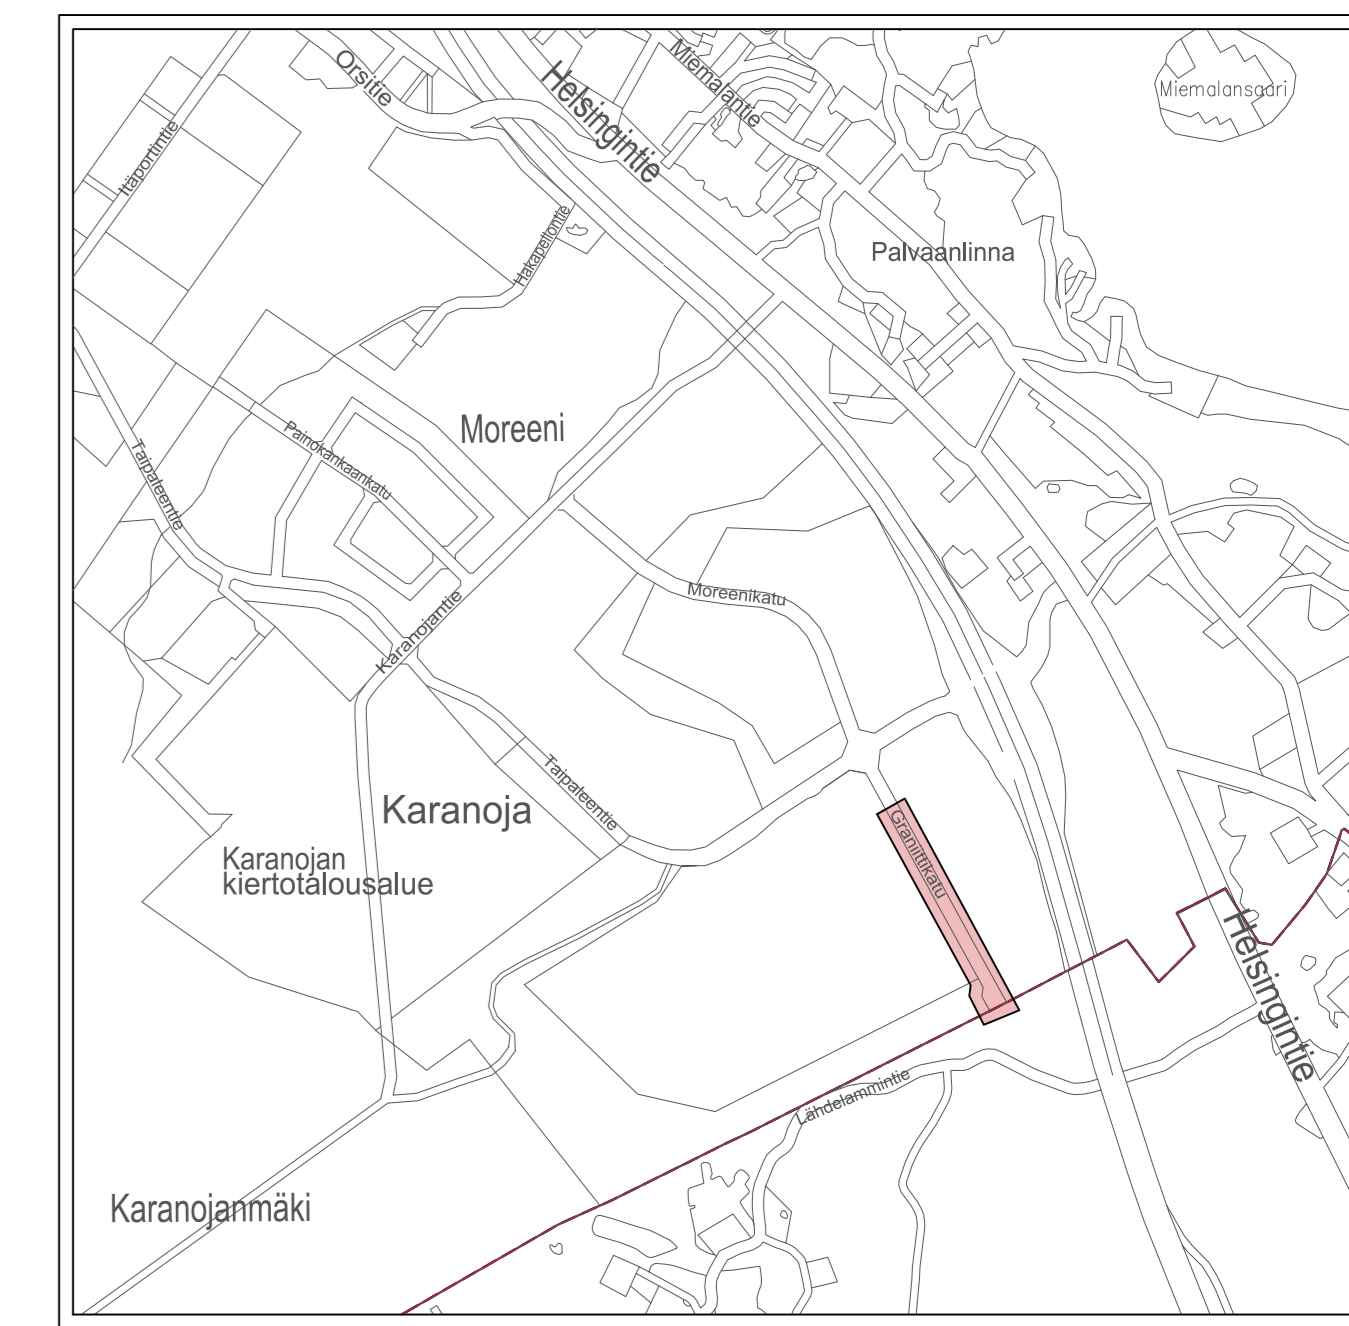 Orsitie
Helsingintie
Miemalantie
Miemalansaari
Itäportintie
Hakapellontie
Palvaanlinna
Moreeni
Painokankaankatu
Taipaleentie
Moreenikatu
Karanojantie
Taipaleentie
Karanoja
Graniittikatu
Karanojan
kiertotalousalue
Helsingintie
Lähdelammintie
Karanojanmäki